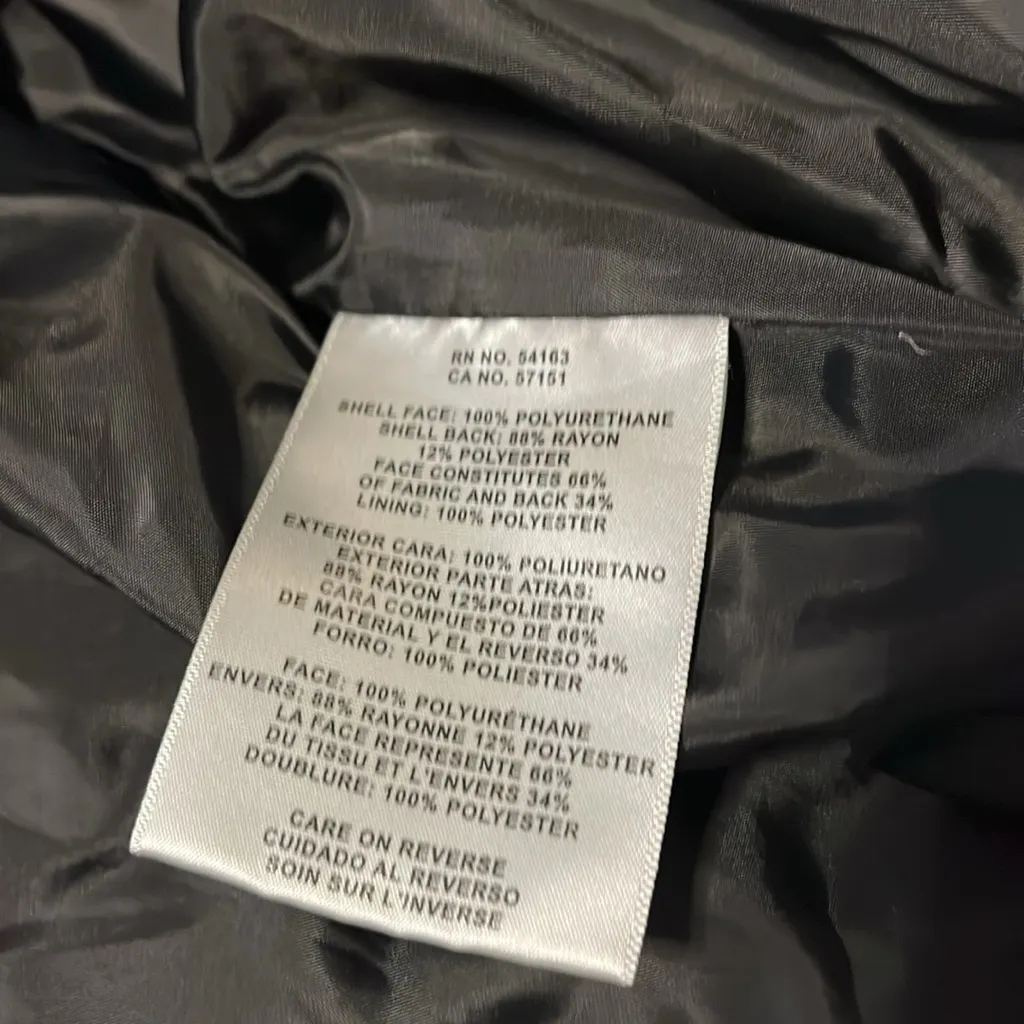 RN NO. 54163
CA NO. 57151
SHELL FACE: 100% POLYURETHANE
SHELL BACK: 88% RAYON
12% POLYESTER
FACE CONSTITUTES 66%
OF FABRIC AND BACK 34%
LINING: 100% POLYESTER
EXTERIOR CARA: 100% POLIURETANO
EXTERIOR PARTE ATRAS:
88% RAYON 12%POLIESTER
CARA COMPUESTO DE 66%
DE MATERIAL Y EL REVERSO 34%
FORRO: 100% POLIESTER
FACE: 100% POLYURÉTHANE
ENVERS: 88% RAYONNE 12% POLYESTER
LA FACE REPRESENTE 66%
DU TISSU ET L'ENVERS 34%
DOUBLURE: 100% POLYESTER
CARE ON REVERSE
CUIDADO AL REVERSO
SOIN SUR L'INVERSE